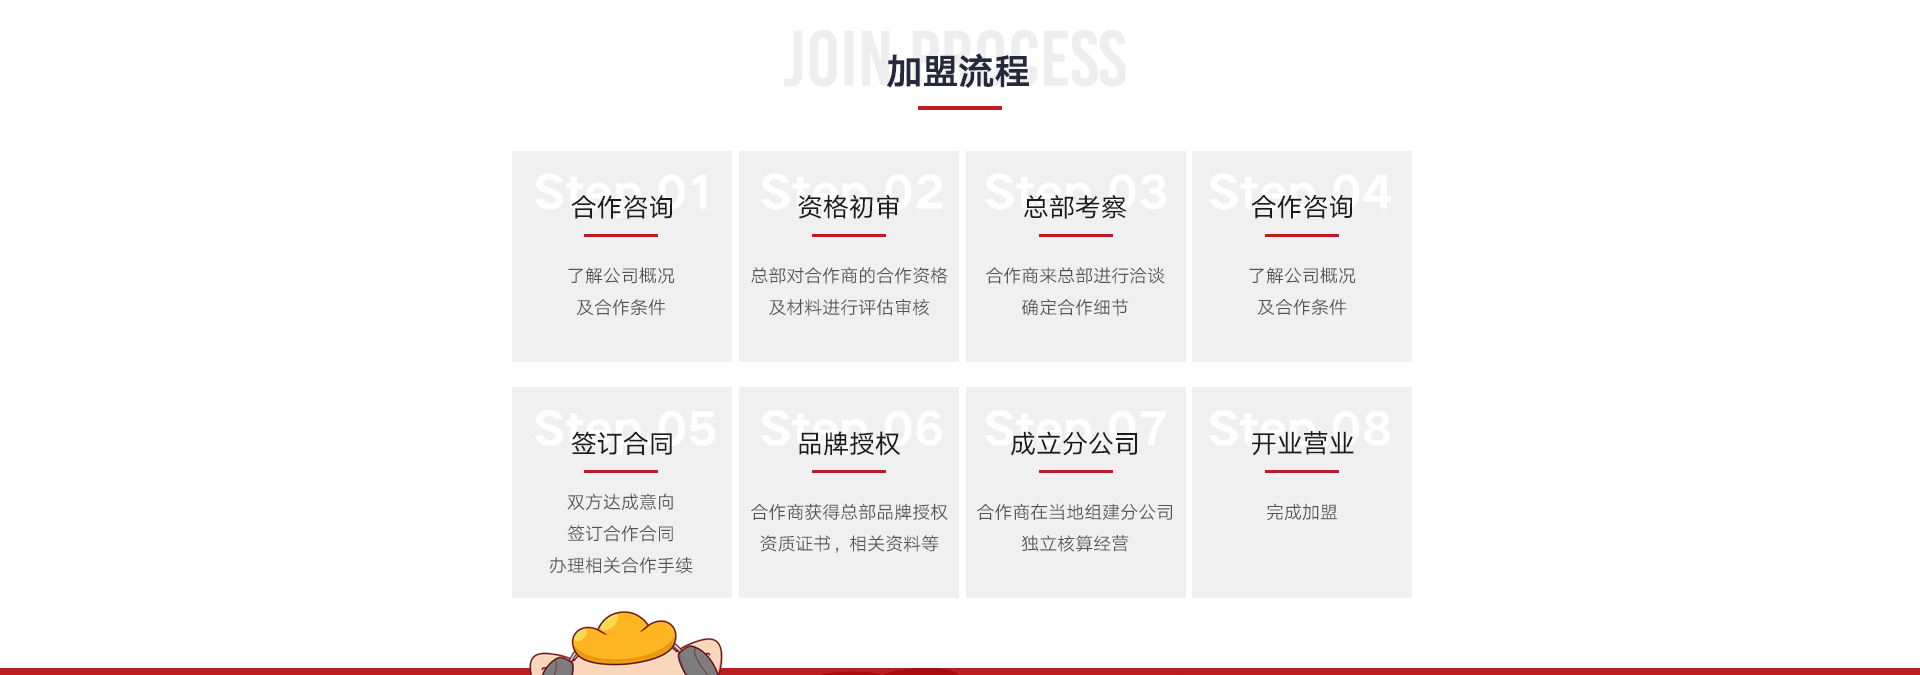 JOIN PROCESS
加盟流程
Step 01
合作咨询
了解公司概况
及合作条件
Step 02
资格初审
总部对合作商的合作资格
及材料进行评估审核
Step 03
总部考察
合作商来总部进行洽谈
确定合作细节
Step 04
合作咨询
了解公司概况
及合作条件
Step 05
签订合同
双方达成意向
签订合作合同
办理相关合作手续
Step 06
品牌授权
合作商获得总部品牌授权
资质证书，相关资料等
Step 07
成立分公司
合作商在当地组建分公司
独立核算经营
Step 08
开业营业
完成加盟